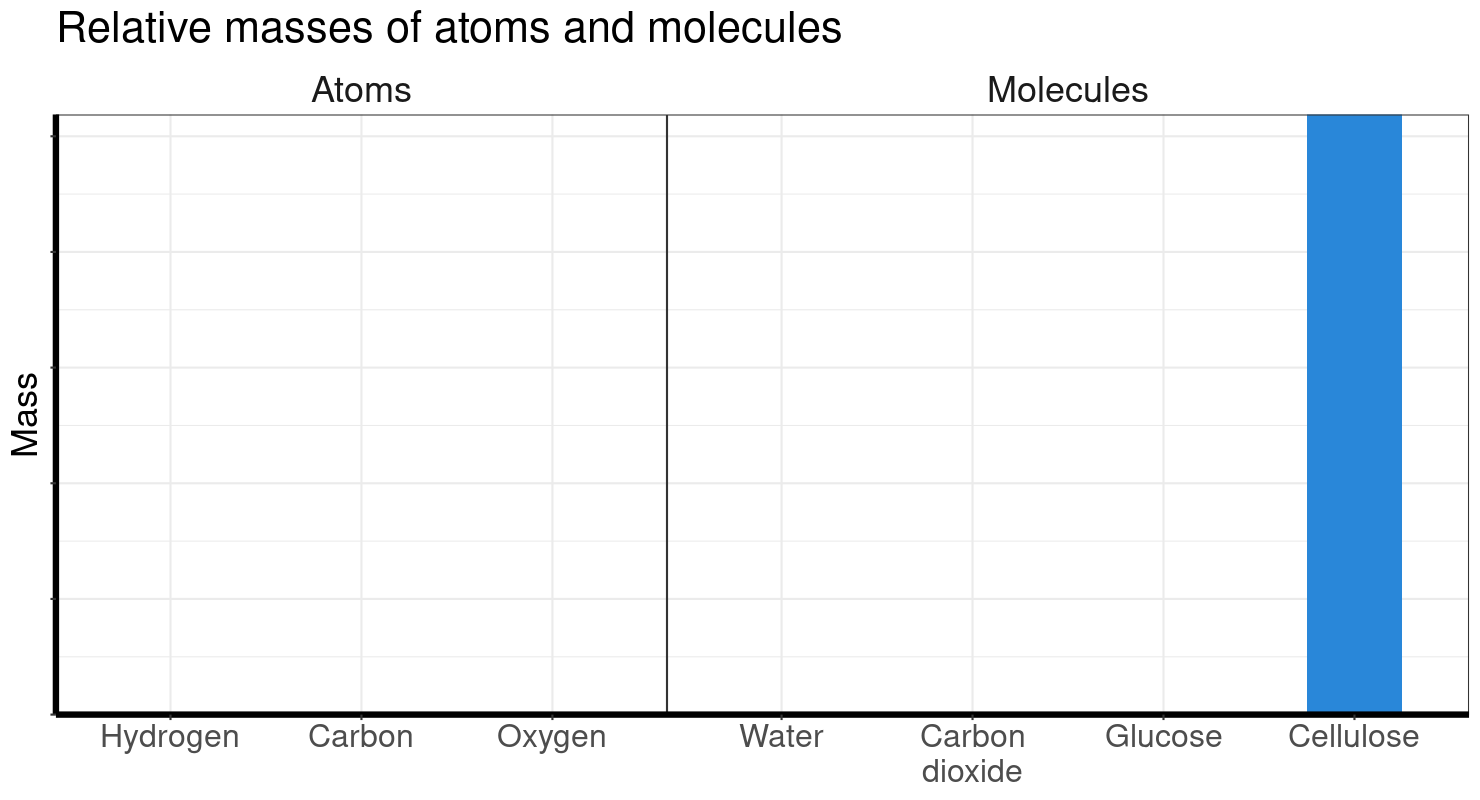 Relative masses of atoms and molecules
Atoms
Molecules
Mass
Hydrogen
Carbon
Oxygen
Water
Carbon
dioxide
Glucose
Cellulose